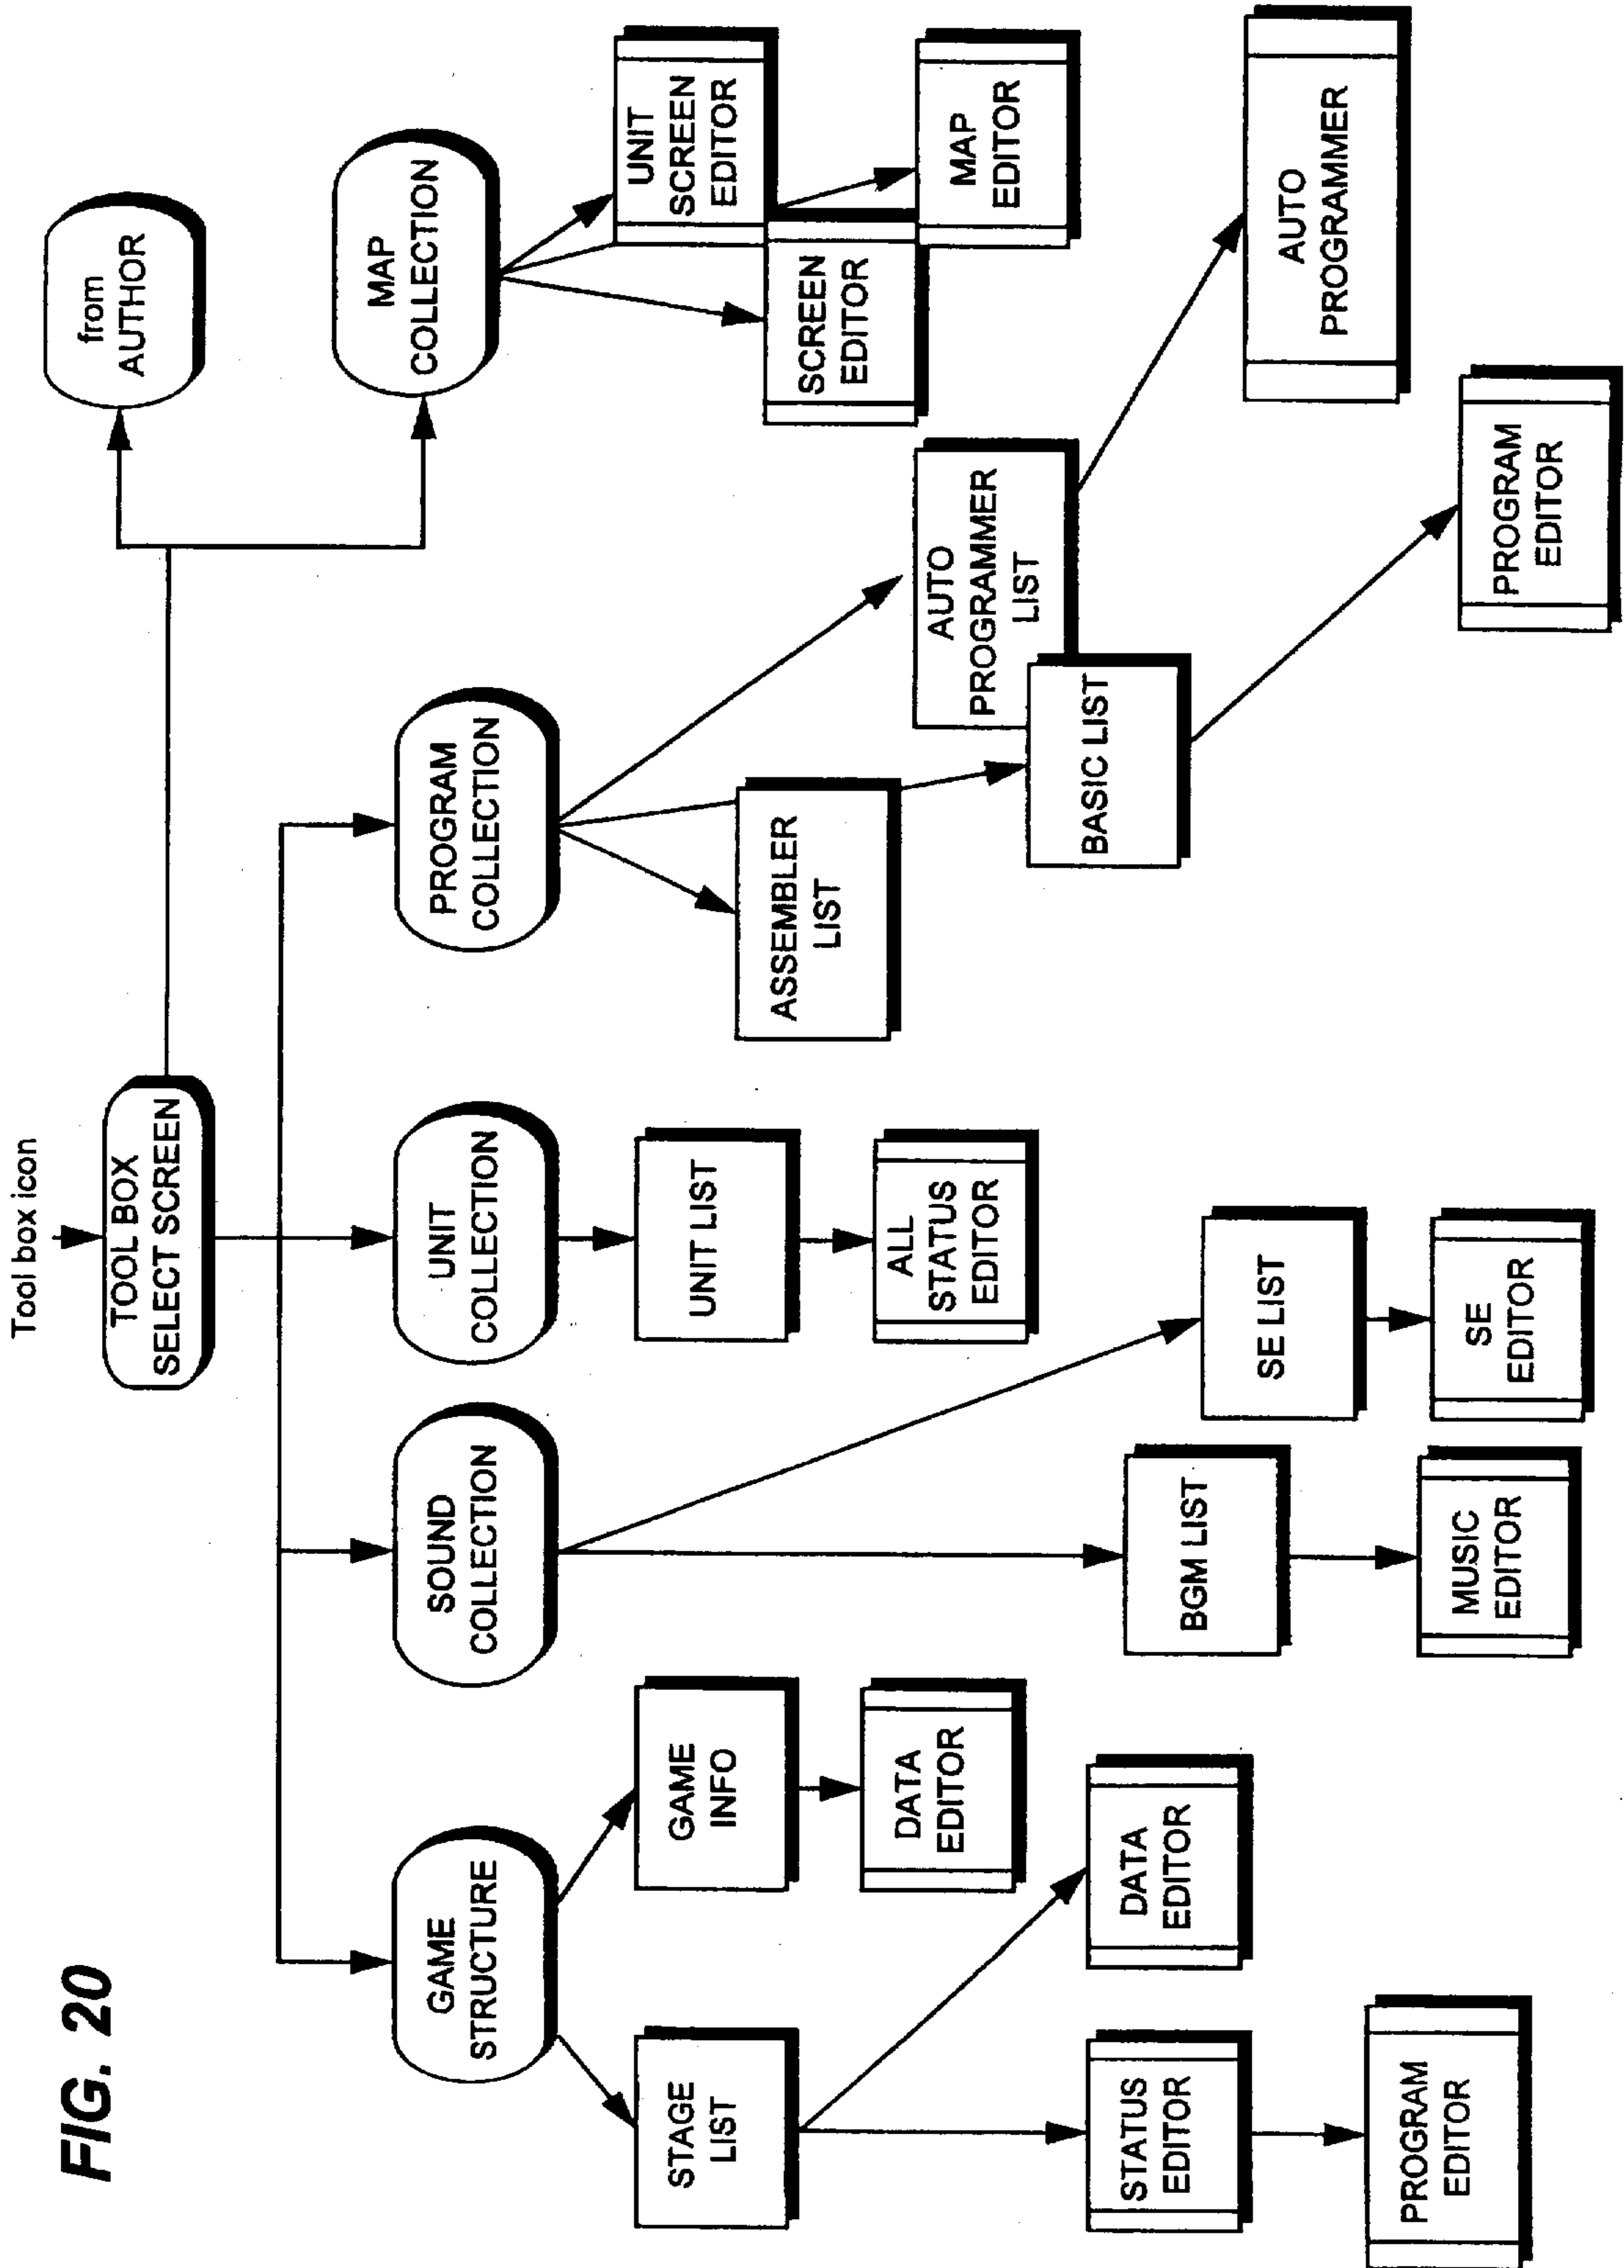 FIG. 20
Tool box icon
TOOL BOX
SELECT SCREEN
from
AUTHOR
MAP
COLLECTION
GAME
STRUCTURE
SOUND
COLLECTION
UNIT
COLLECTION
PROGRAM
COLLECTION
UNIT
SCREEN
EDITOR
SCREEN
EDITOR
MAP
EDITOR
STAGE
LIST
GAME
INFO
UNIT LIST
ASSEMBLER
LIST
AUTO
PROGRAMMER
LIST
BASIC LIST
DATA
EDITOR
ALL
STATUS
EDITOR
STATUS
EDITOR
DATA
EDITOR
BGM LIST
SE LIST
AUTO
PROGRAMMER
PROGRAM
EDITOR
MUSIC
EDITOR
SE
EDITOR
PROGRAM
EDITOR